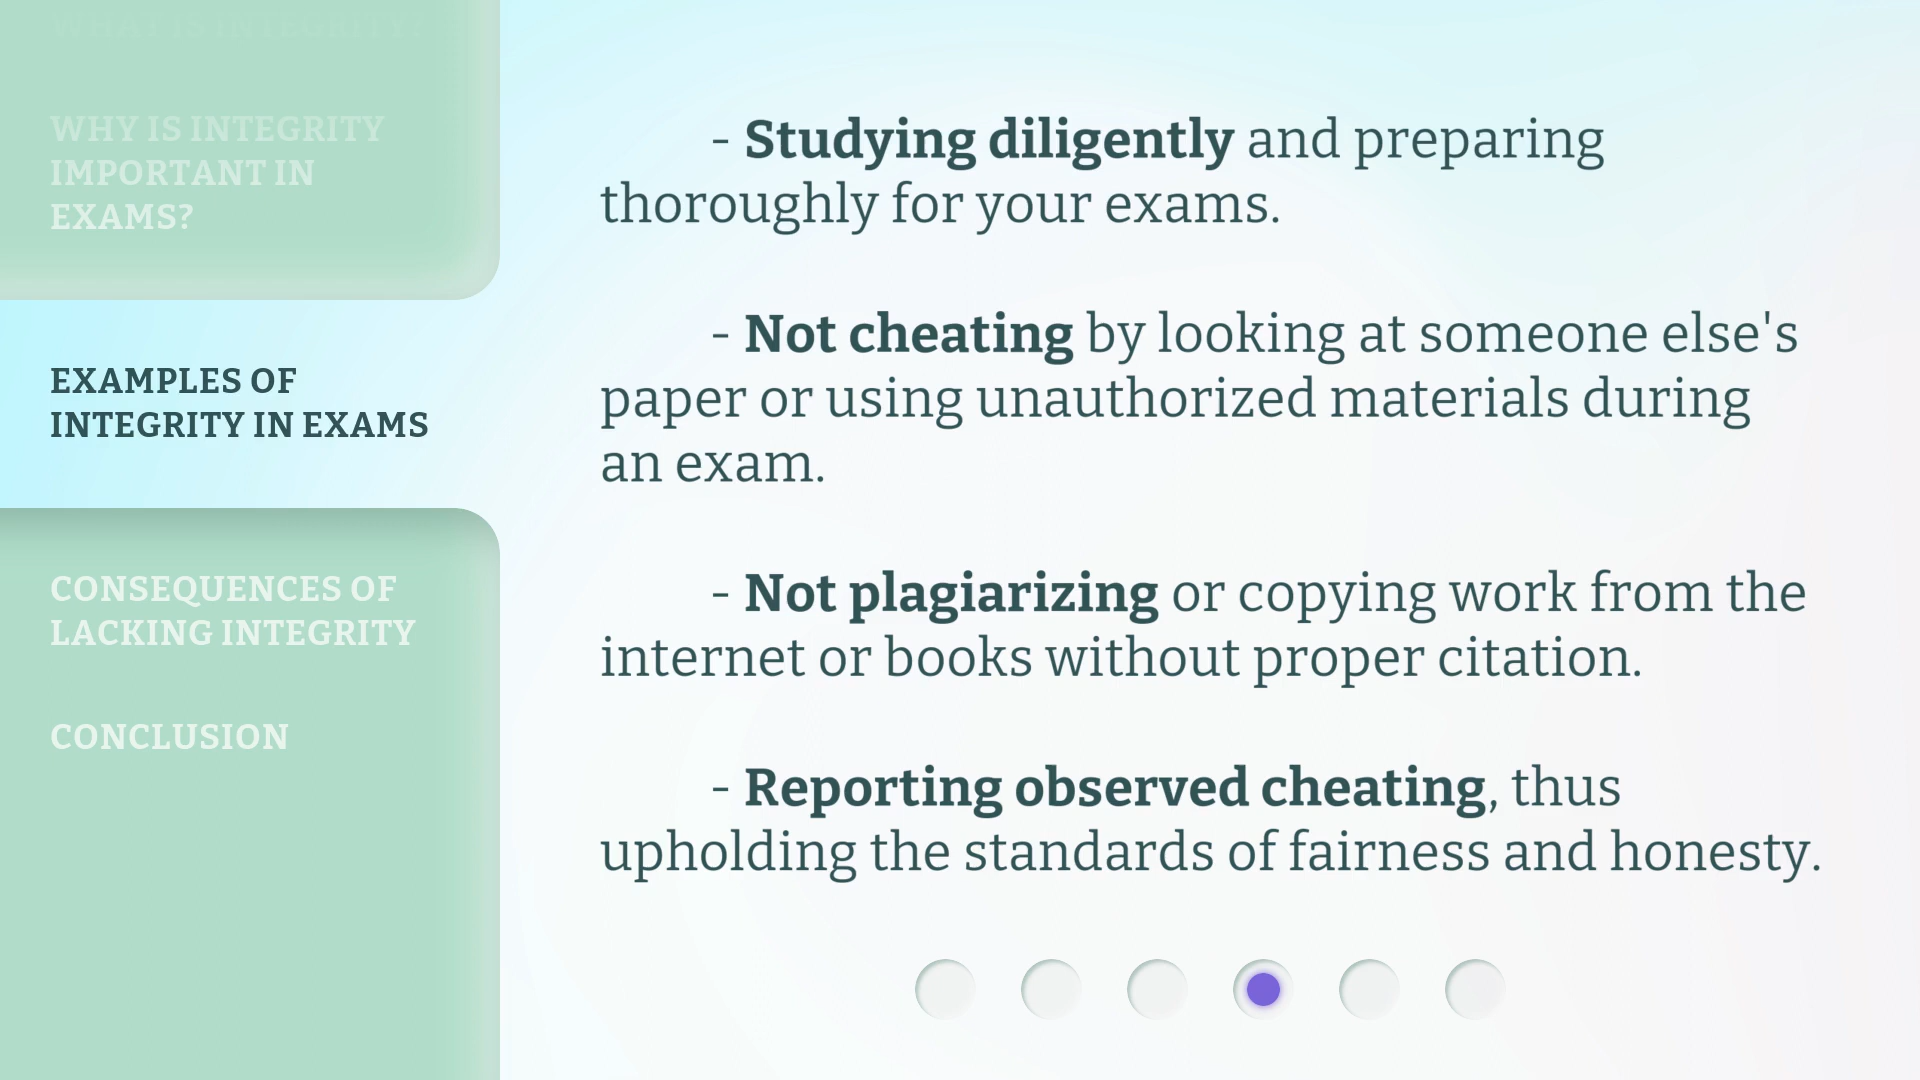 WHAT IS INTEGRITY?
WHY IS INTEGRITY
IMPORTANT IN
EXAMS?
EXAMPLES OF
INTEGRITY IN EXAMS
CONSEQUENCES OF
LACKING INTEGRITY
CONCLUSION
- Studying diligently and preparing
thoroughly for your exams.
- Not cheating by looking at someone else's
paper or using unauthorized materials during
an exam.
- Not plagiarizing or copying work from the
internet or books without proper citation.
- Reporting observed cheating, thus
upholding the standards of fairness and honesty.